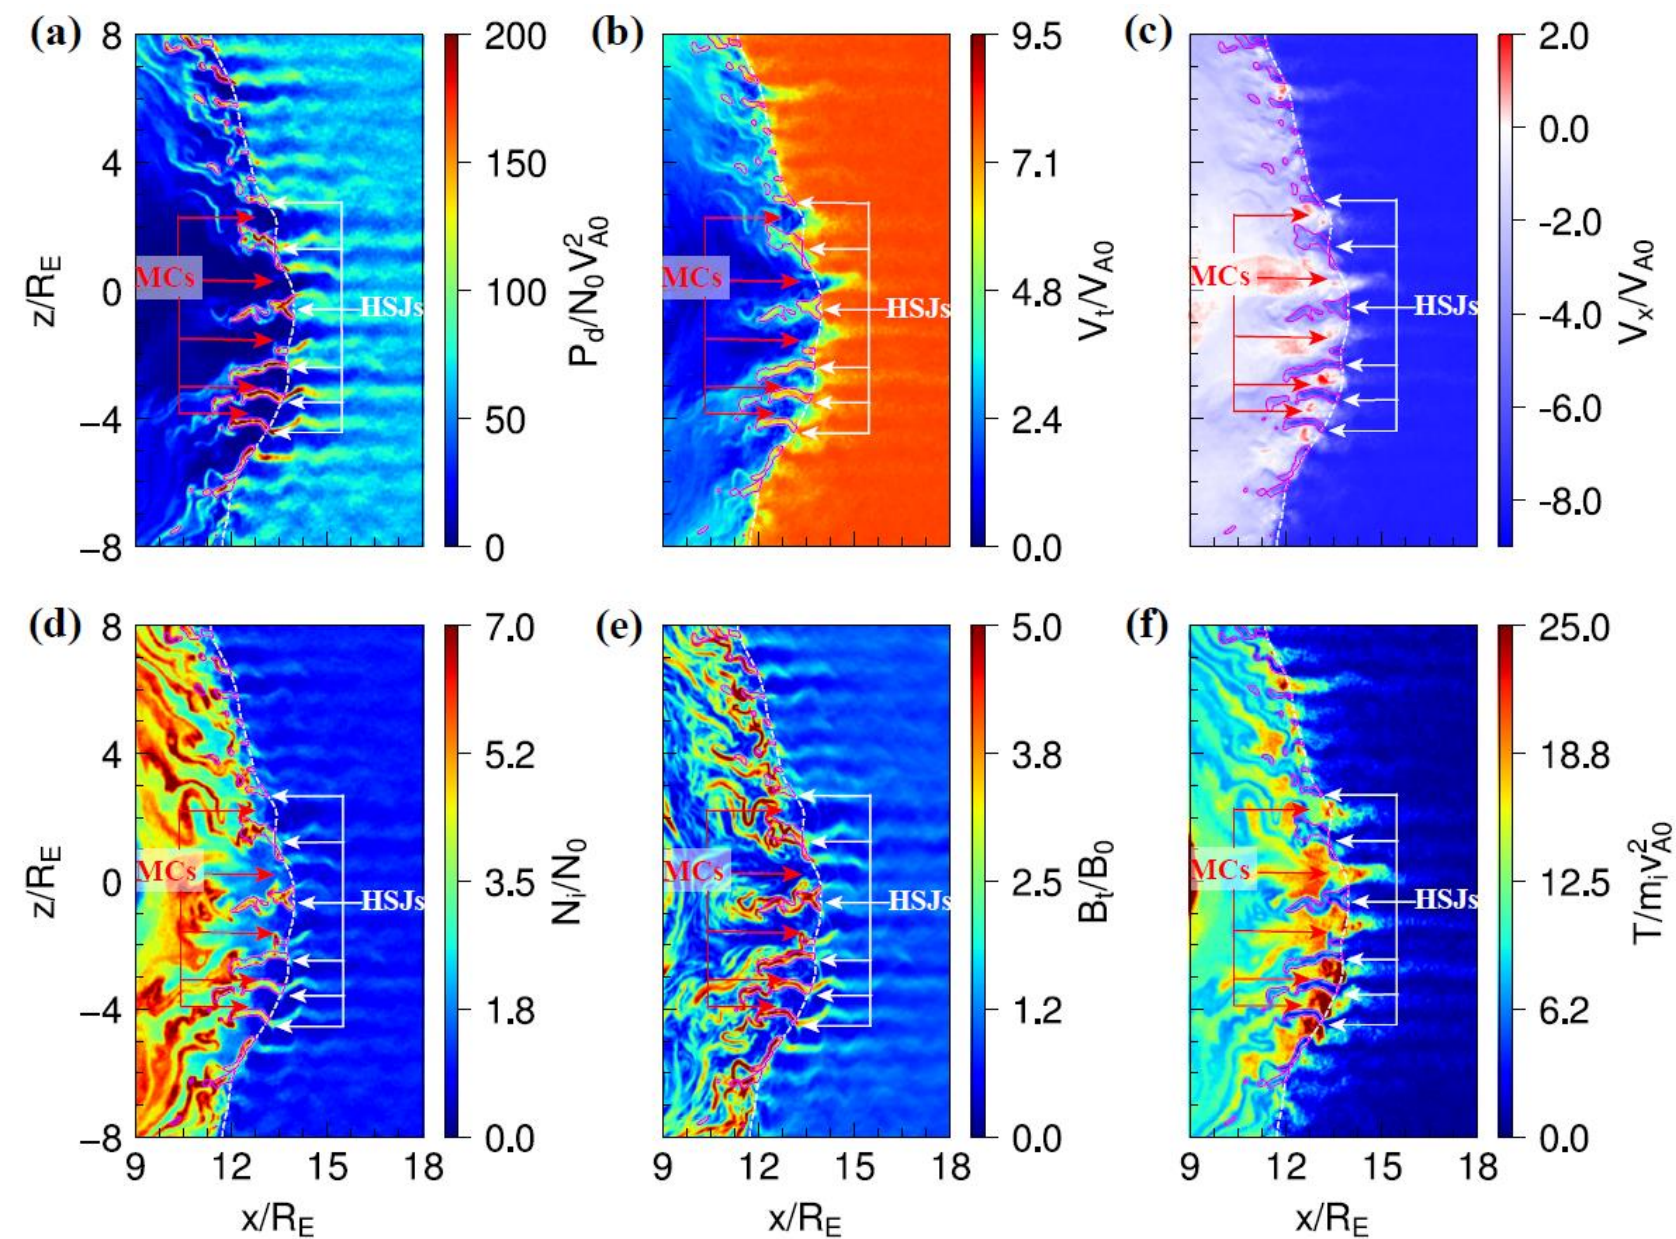 (a)
8
4
0
−4
−8
z/R_E
MCs
HSJs
200
150
100
50
0
P_d/N_0V_A0^2
(b)
MCs
HSJs
9.5
7.1
4.8
2.4
0.0
V_t/V_A0
(c)
MCs
HSJs
2.0
0.0
-2.0
-4.0
-6.0
-8.0
V_x/V_A0
(d)
8
4
0
−4
−8
z/R_E
9 12 15 18
x/R_E
MCs
HSJs
7.0
5.2
3.5
1.8
0.0
N_i/N_0
(e)
9 12 15 18
x/R_E
MCs
HSJs
5.0
3.8
2.5
1.2
0.0
B_t/B_0
(f)
9 12 15 18
x/R_E
MCs
HSJs
25.0
18.8
12.5
6.2
0.0
T/m_iv_A0^2